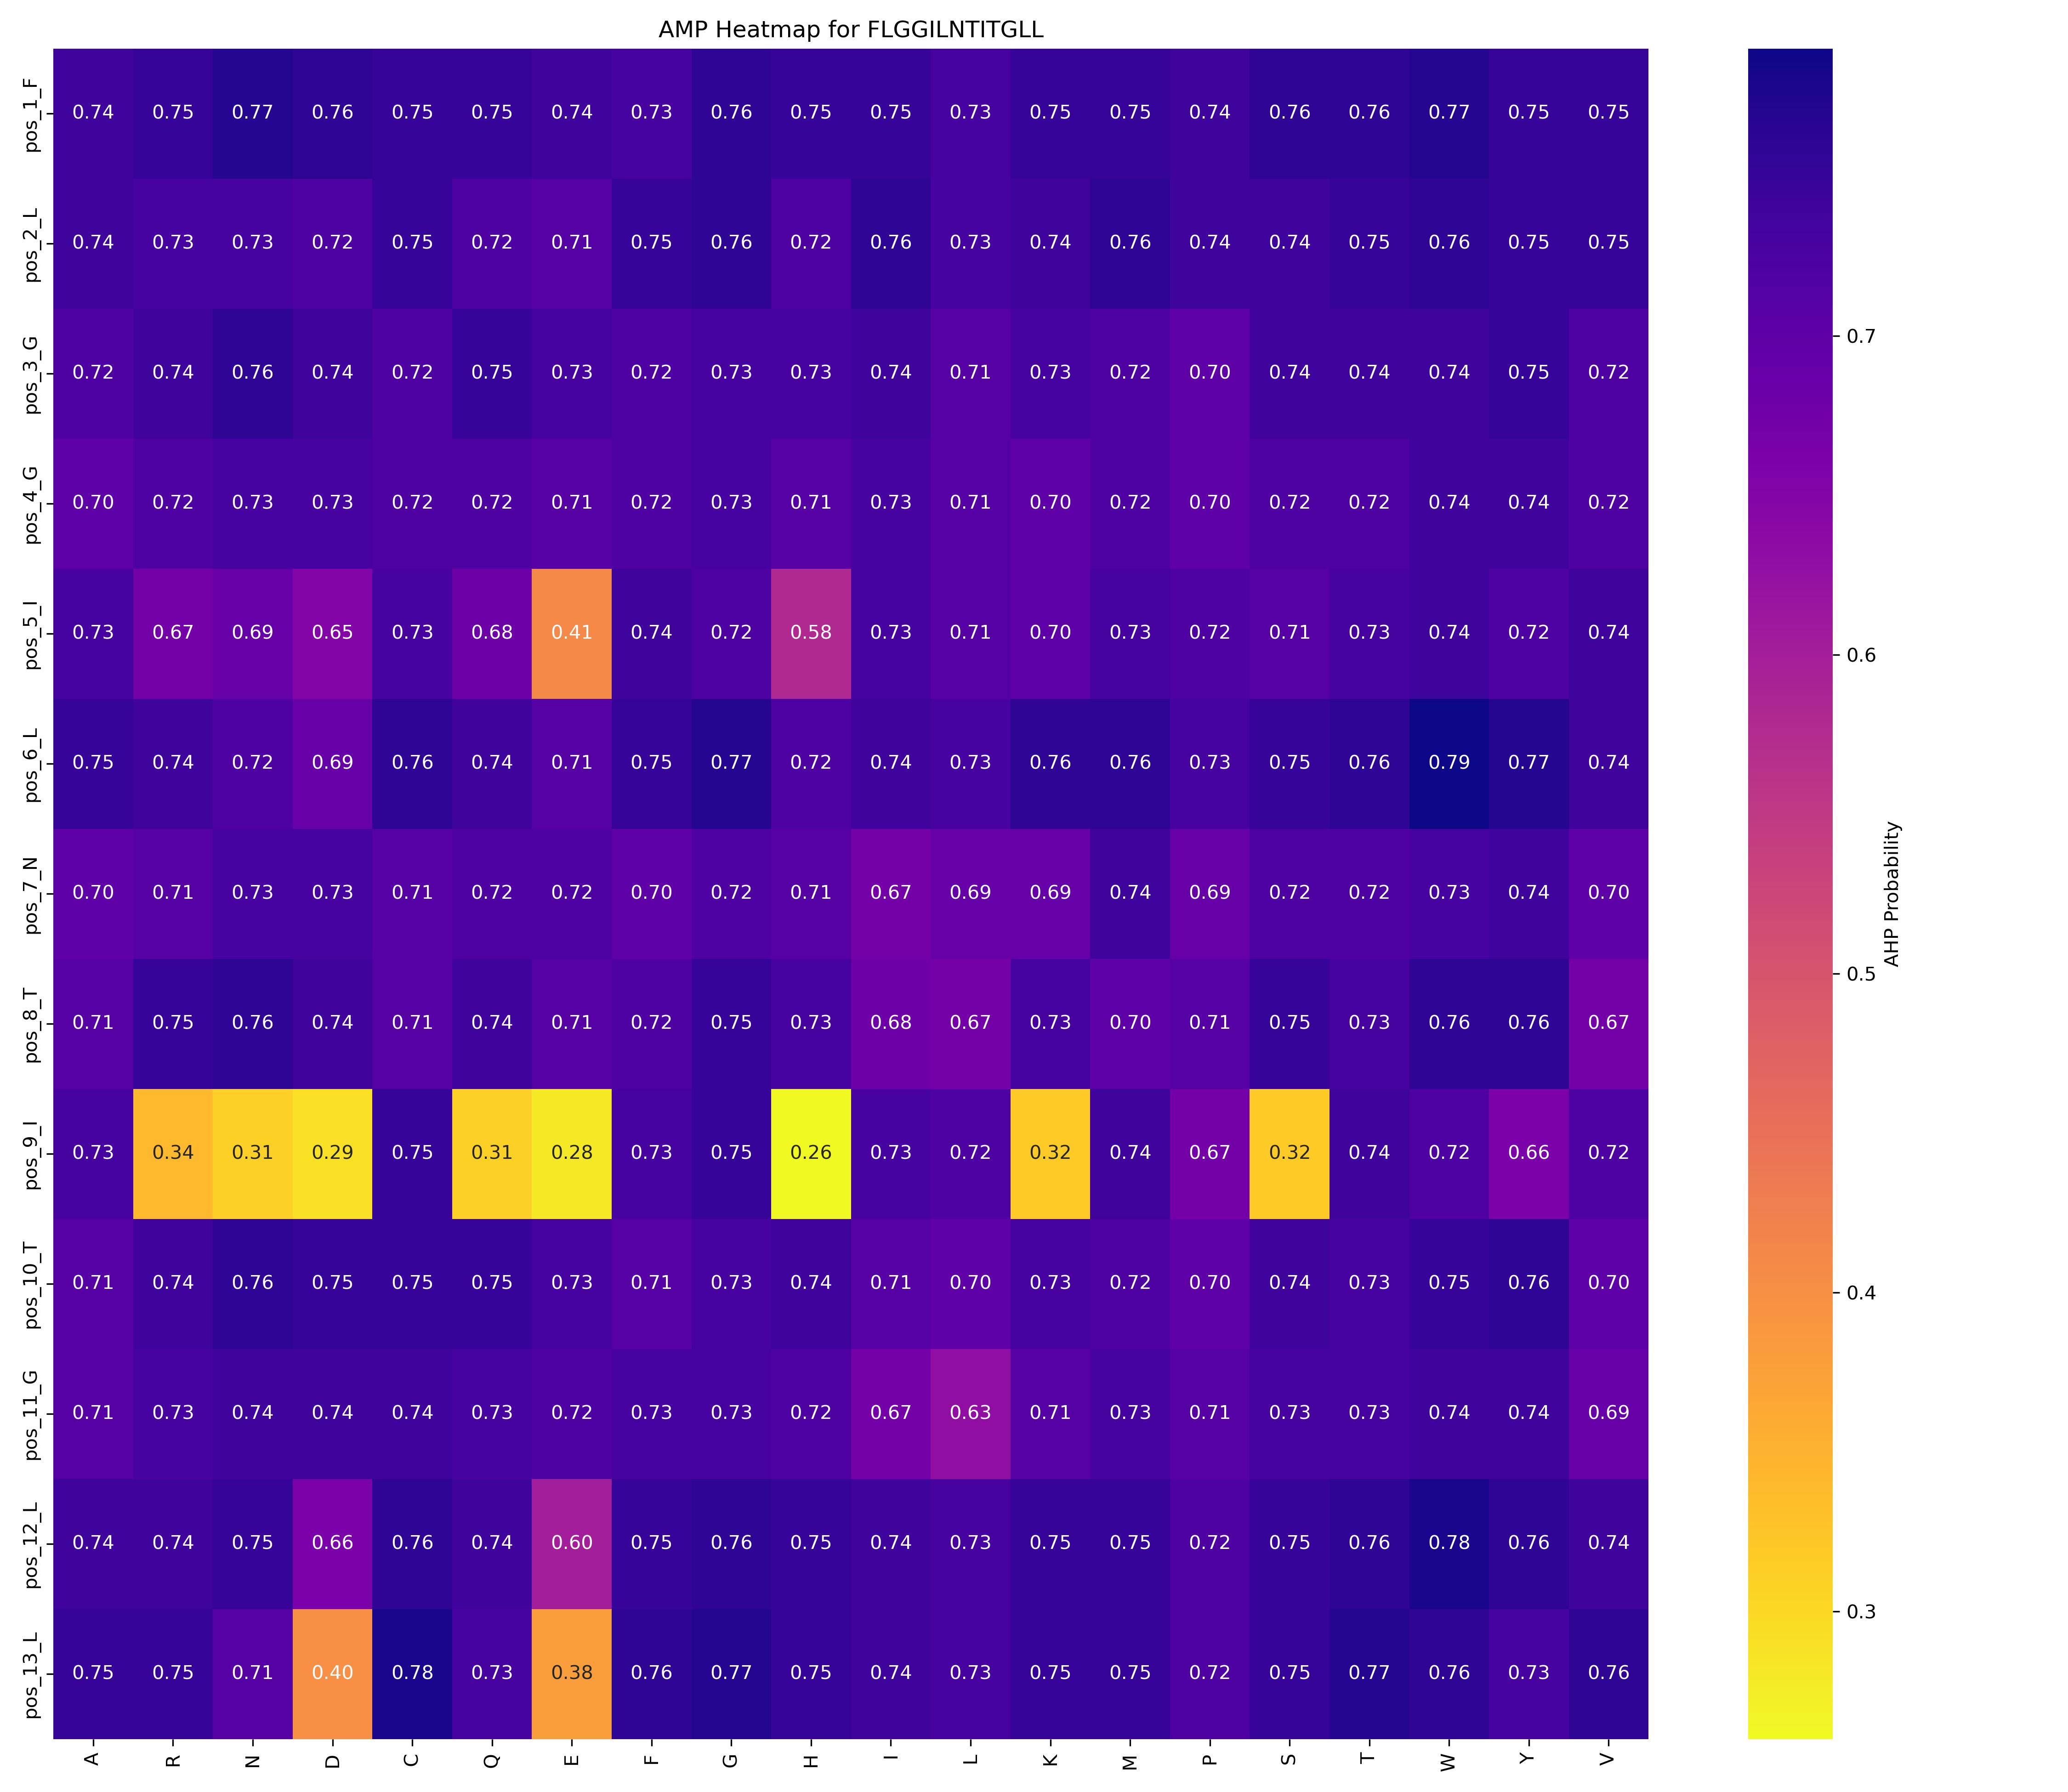 AMP Heatmap for FLGGILNTITGLL
pos_1_F 0.74 0.75 0.77 0.76 0.75 0.75 0.74 0.73 0.76 0.75 0.75 0.73 0.75 0.75 0.74 0.76 0.76 0.77 0.75 0.75
pos_2_L 0.74 0.73 0.73 0.72 0.75 0.72 0.71 0.75 0.76 0.72 0.76 0.73 0.74 0.76 0.74 0.74 0.75 0.76 0.75 0.75
pos_3_G 0.72 0.74 0.76 0.74 0.72 0.75 0.73 0.72 0.73 0.73 0.74 0.71 0.73 0.72 0.70 0.74 0.74 0.74 0.75 0.72
pos_4_G 0.70 0.72 0.73 0.73 0.72 0.72 0.71 0.72 0.73 0.71 0.73 0.71 0.70 0.72 0.70 0.72 0.72 0.74 0.74 0.72
pos_5_I 0.73 0.67 0.69 0.65 0.73 0.68 0.41 0.74 0.72 0.58 0.73 0.71 0.70 0.73 0.72 0.71 0.73 0.74 0.72 0.74
pos_6_L 0.75 0.74 0.72 0.69 0.76 0.74 0.71 0.75 0.77 0.72 0.74 0.73 0.76 0.76 0.73 0.75 0.76 0.79 0.77 0.74
pos_7_N 0.70 0.71 0.73 0.73 0.71 0.72 0.72 0.70 0.72 0.71 0.67 0.69 0.69 0.74 0.69 0.72 0.72 0.73 0.74 0.70
pos_8_T 0.71 0.75 0.76 0.74 0.71 0.74 0.71 0.72 0.75 0.73 0.68 0.67 0.73 0.70 0.71 0.75 0.73 0.76 0.76 0.67
pos_9_I 0.73 0.34 0.31 0.29 0.75 0.31 0.28 0.73 0.75 0.26 0.73 0.72 0.32 0.74 0.67 0.32 0.74 0.72 0.66 0.72
pos_10_T 0.71 0.74 0.76 0.75 0.75 0.75 0.73 0.71 0.73 0.74 0.71 0.70 0.73 0.72 0.70 0.74 0.73 0.75 0.76 0.70
pos_11_G 0.71 0.73 0.74 0.74 0.74 0.73 0.72 0.73 0.73 0.72 0.67 0.63 0.71 0.73 0.71 0.73 0.73 0.74 0.74 0.69
pos_12_L 0.74 0.74 0.75 0.66 0.76 0.74 0.60 0.75 0.76 0.75 0.74 0.73 0.75 0.75 0.72 0.75 0.76 0.78 0.76 0.74
pos_13_L 0.75 0.75 0.71 0.40 0.78 0.73 0.38 0.76 0.77 0.75 0.74 0.73 0.75 0.75 0.72 0.75 0.77 0.76 0.73 0.76
A R N D C Q E F G H I L K M P S T W Y V
0.7
0.6
0.5
0.4
0.3
AHP Probability